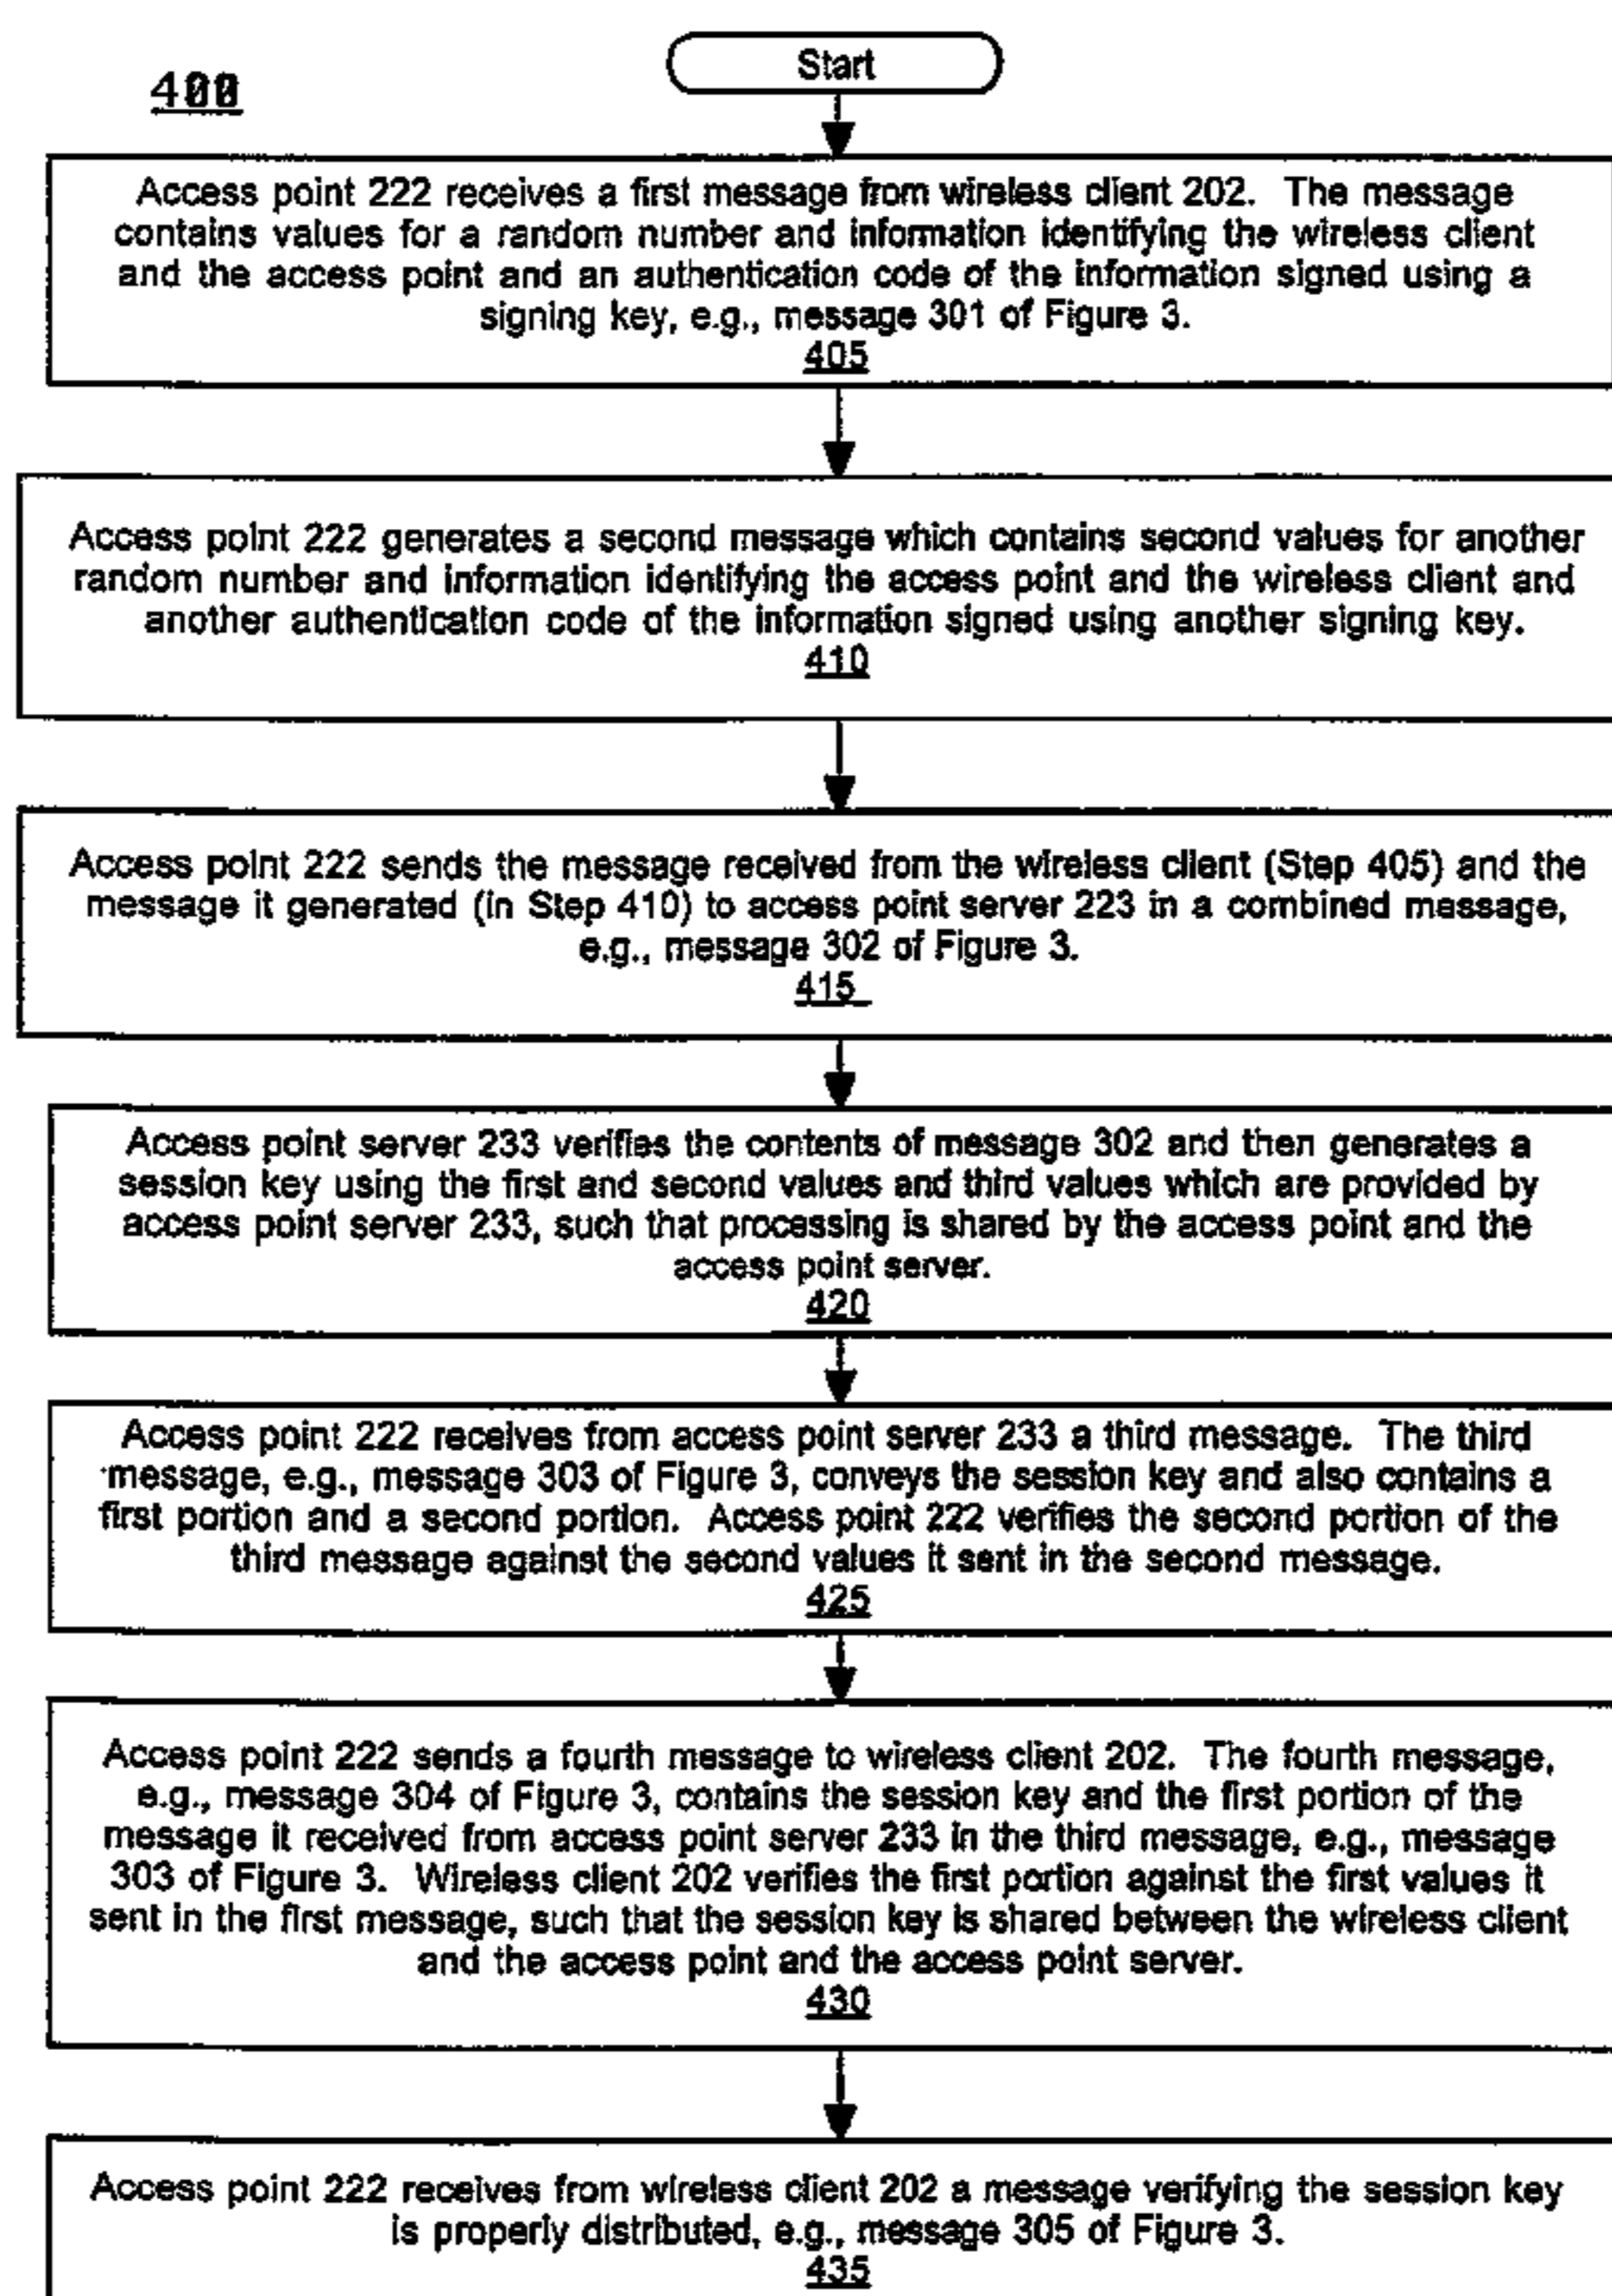 Start
400
Access point 222 receives a first message from wireless client 202. The message
contains values for a random number and information identifying the wireless client
and the access point and an authentication code of the information signed using a
signing key, e.g., message 301 of Figure 3.
405
Access point 222 generates a second message which contains second values for another
random number and information identifying the access point and the wireless client and
another authentication code of the information signed using another signing key.
410
Access point 222 sends the message received from the wireless client (Step 405) and the
message it generated (in Step 410) to access point server 223 in a combined message,
e.g., message 302 of Figure 3.
415
Access point server 233 verifies the contents of message 302 and then generates a
session key using the first and second values and third values which are provided by
access point server 233, such that processing is shared by the access point and the
access point server.
420
Access point 222 receives from access point server 233 a third message. The third
message, e.g., message 303 of Figure 3, conveys the session key and also contains a
first portion and a second portion. Access point 222 verifies the second portion of the
third message against the second values it sent in the second message.
425
Access point 222 sends a fourth message to wireless client 202. The fourth message,
e.g., message 304 of Figure 3, contains the session key and the first portion of the
message it received from access point server 233 in the third message, e.g., message
303 of Figure 3. Wireless client 202 verifies the first portion against the first values it
sent in the first message, such that the session key is shared between the wireless client
and the access point and the access point server.
430
Access point 222 receives from wireless client 202 a message verifying the session key
is properly distributed, e.g., message 305 of Figure 3.
435